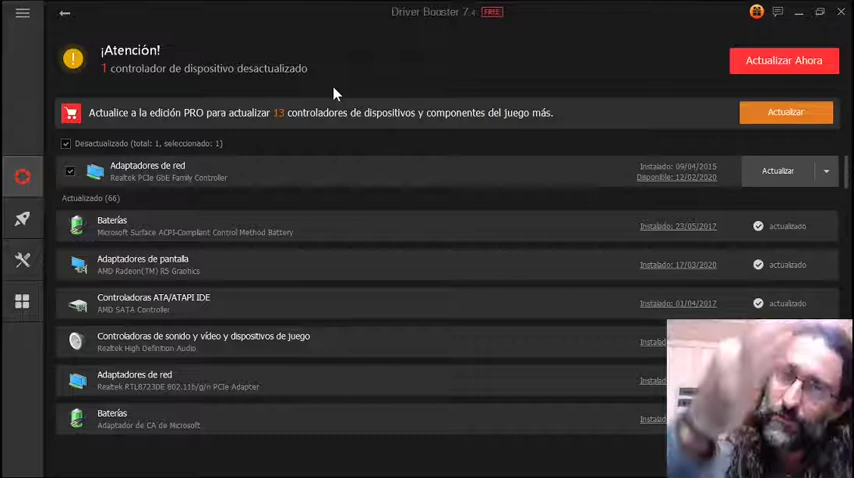 Driver Booster 7.4 FREE
¡Atención!
1 controlador de dispositivo desactualizado
Actualizar Ahora
Actualice a la edición PRO para actualizar 13 controladores de dispositivos y componentes del juego más.
Actualizar
Desactualizado (total: 1, seleccionado: 1)
Adaptadores de red
Realtek PCIe GbE Family Controller
Instalado: 09/04/2015
Disponible: 12/02/2020
Actualizar
Actualizado (66)
Baterías
Microsoft Surface ACPI-Compliant Control Method Battery
Instalado: 23/05/2017
actualizado
Adaptadores de pantalla
AMD Radeon(TM) R5 Graphics
Instalado: 17/03/2020
actualizado
Controladoras ATA/ATAPI IDE
AMD SATA Controller
Instalado: 01/04/2017
actualizado
Controladoras de sonido y vídeo y dispositivos de juego
Realtek High Definition Audio
Instalado:
Adaptadores de red
Realtek RTL8723DE 802.11b/g/n PCIe Adapter
Instalado:
Baterías
Adaptador de CA de Microsoft
Instalado: